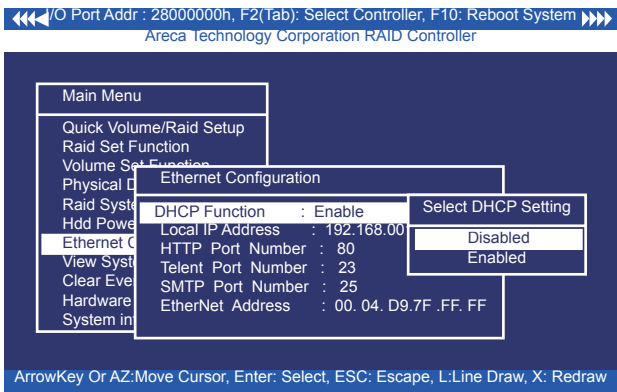 /O Port Addr : 28000000h, F2(Tab): Select Controller, F10: Reboot System
Areca Technology Corporation RAID Controller
Main Menu
Quick Volume/Raid Setup
Raid Set Function
Volume Set Function
Physical D
Raid Syste
Hdd Powe
Ethernet C
View Syst
Clear Eve
Hardware
System in
Ethernet Configuration
DHCP Function : Enable
Local IP Address : 192.168.00
HTTP Port Number : 80
Telent Port Number : 23
SMTP Port Number : 25
EtherNet Address : 00. 04. D9.7F .FF. FF
Select DHCP Setting
Disabled
Enabled
ArrowKey Or AZ:Move Cursor, Enter: Select, ESC: Escape, L:Line Draw, X: Redraw